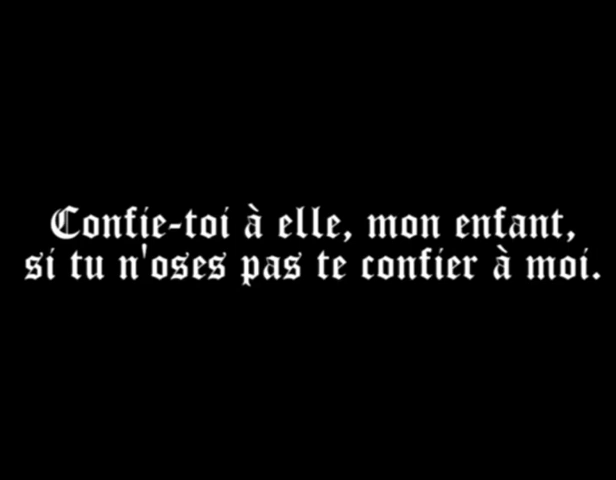 Confie-toi à elle, mon enfant,
si tu n'oses pas te confier à moi.